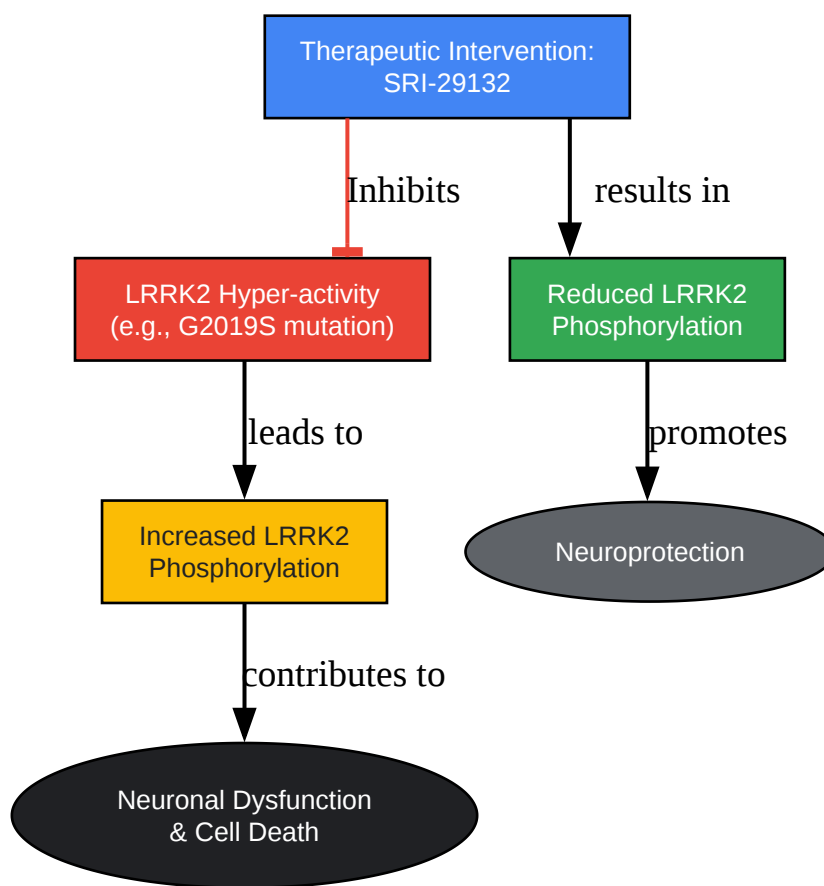 Therapeutic Intervention:
SRI-29132
Inhibits
results in
LRRK2 Hyper-activity
(e.g., G2019S mutation)
Reduced LRRK2
Phosphorylation
leads to
promotes
Increased LRRK2
Phosphorylation
Neuroprotection
contributes to
Neuronal Dysfunction
& Cell Death